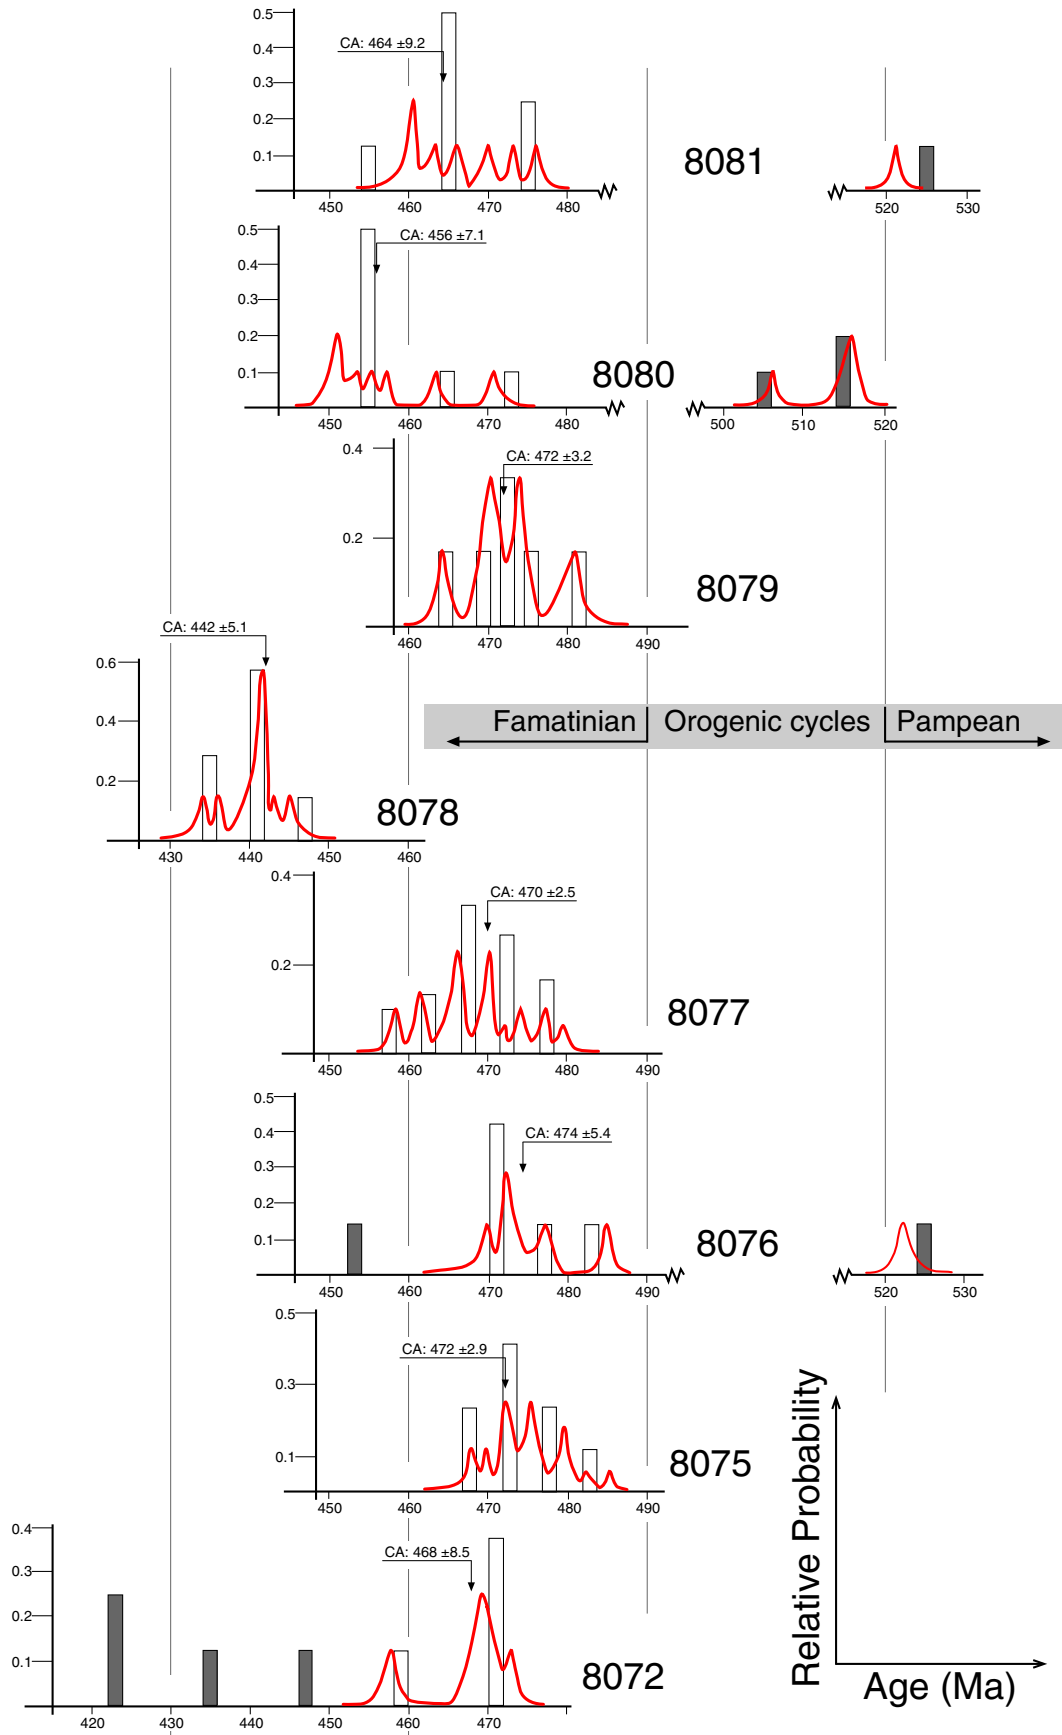 0.5
0.4
0.3
0.2
0.1
CA: 464 ±9.2
8081
450 460 470 480 520 530
0.5
0.4
0.3
0.2
0.1
CA: 456 ±7.1
8080
450 460 470 480 500 510 520
0.4
0.2
CA: 472 ±3.2
8079
460 470 480 490
CA: 442 ±5.1
0.6
0.4
0.2
8078
430 440 450 460
Famatinian Orogenic cycles Pampean
0.4
0.2
CA: 470 ±2.5
8077
450 460 470 480 490
0.5
0.4
0.3
0.2
0.1
CA: 474 ±5.4
8076
450 460 470 480 490 520 530
0.5
0.3
0.1
CA: 472 ±2.9
8075
450 460 470 480 490
0.4
0.3
0.2
0.1
CA: 468 ±8.5
8072
420 430 440 450 460 470
Relative Probability
Age (Ma)